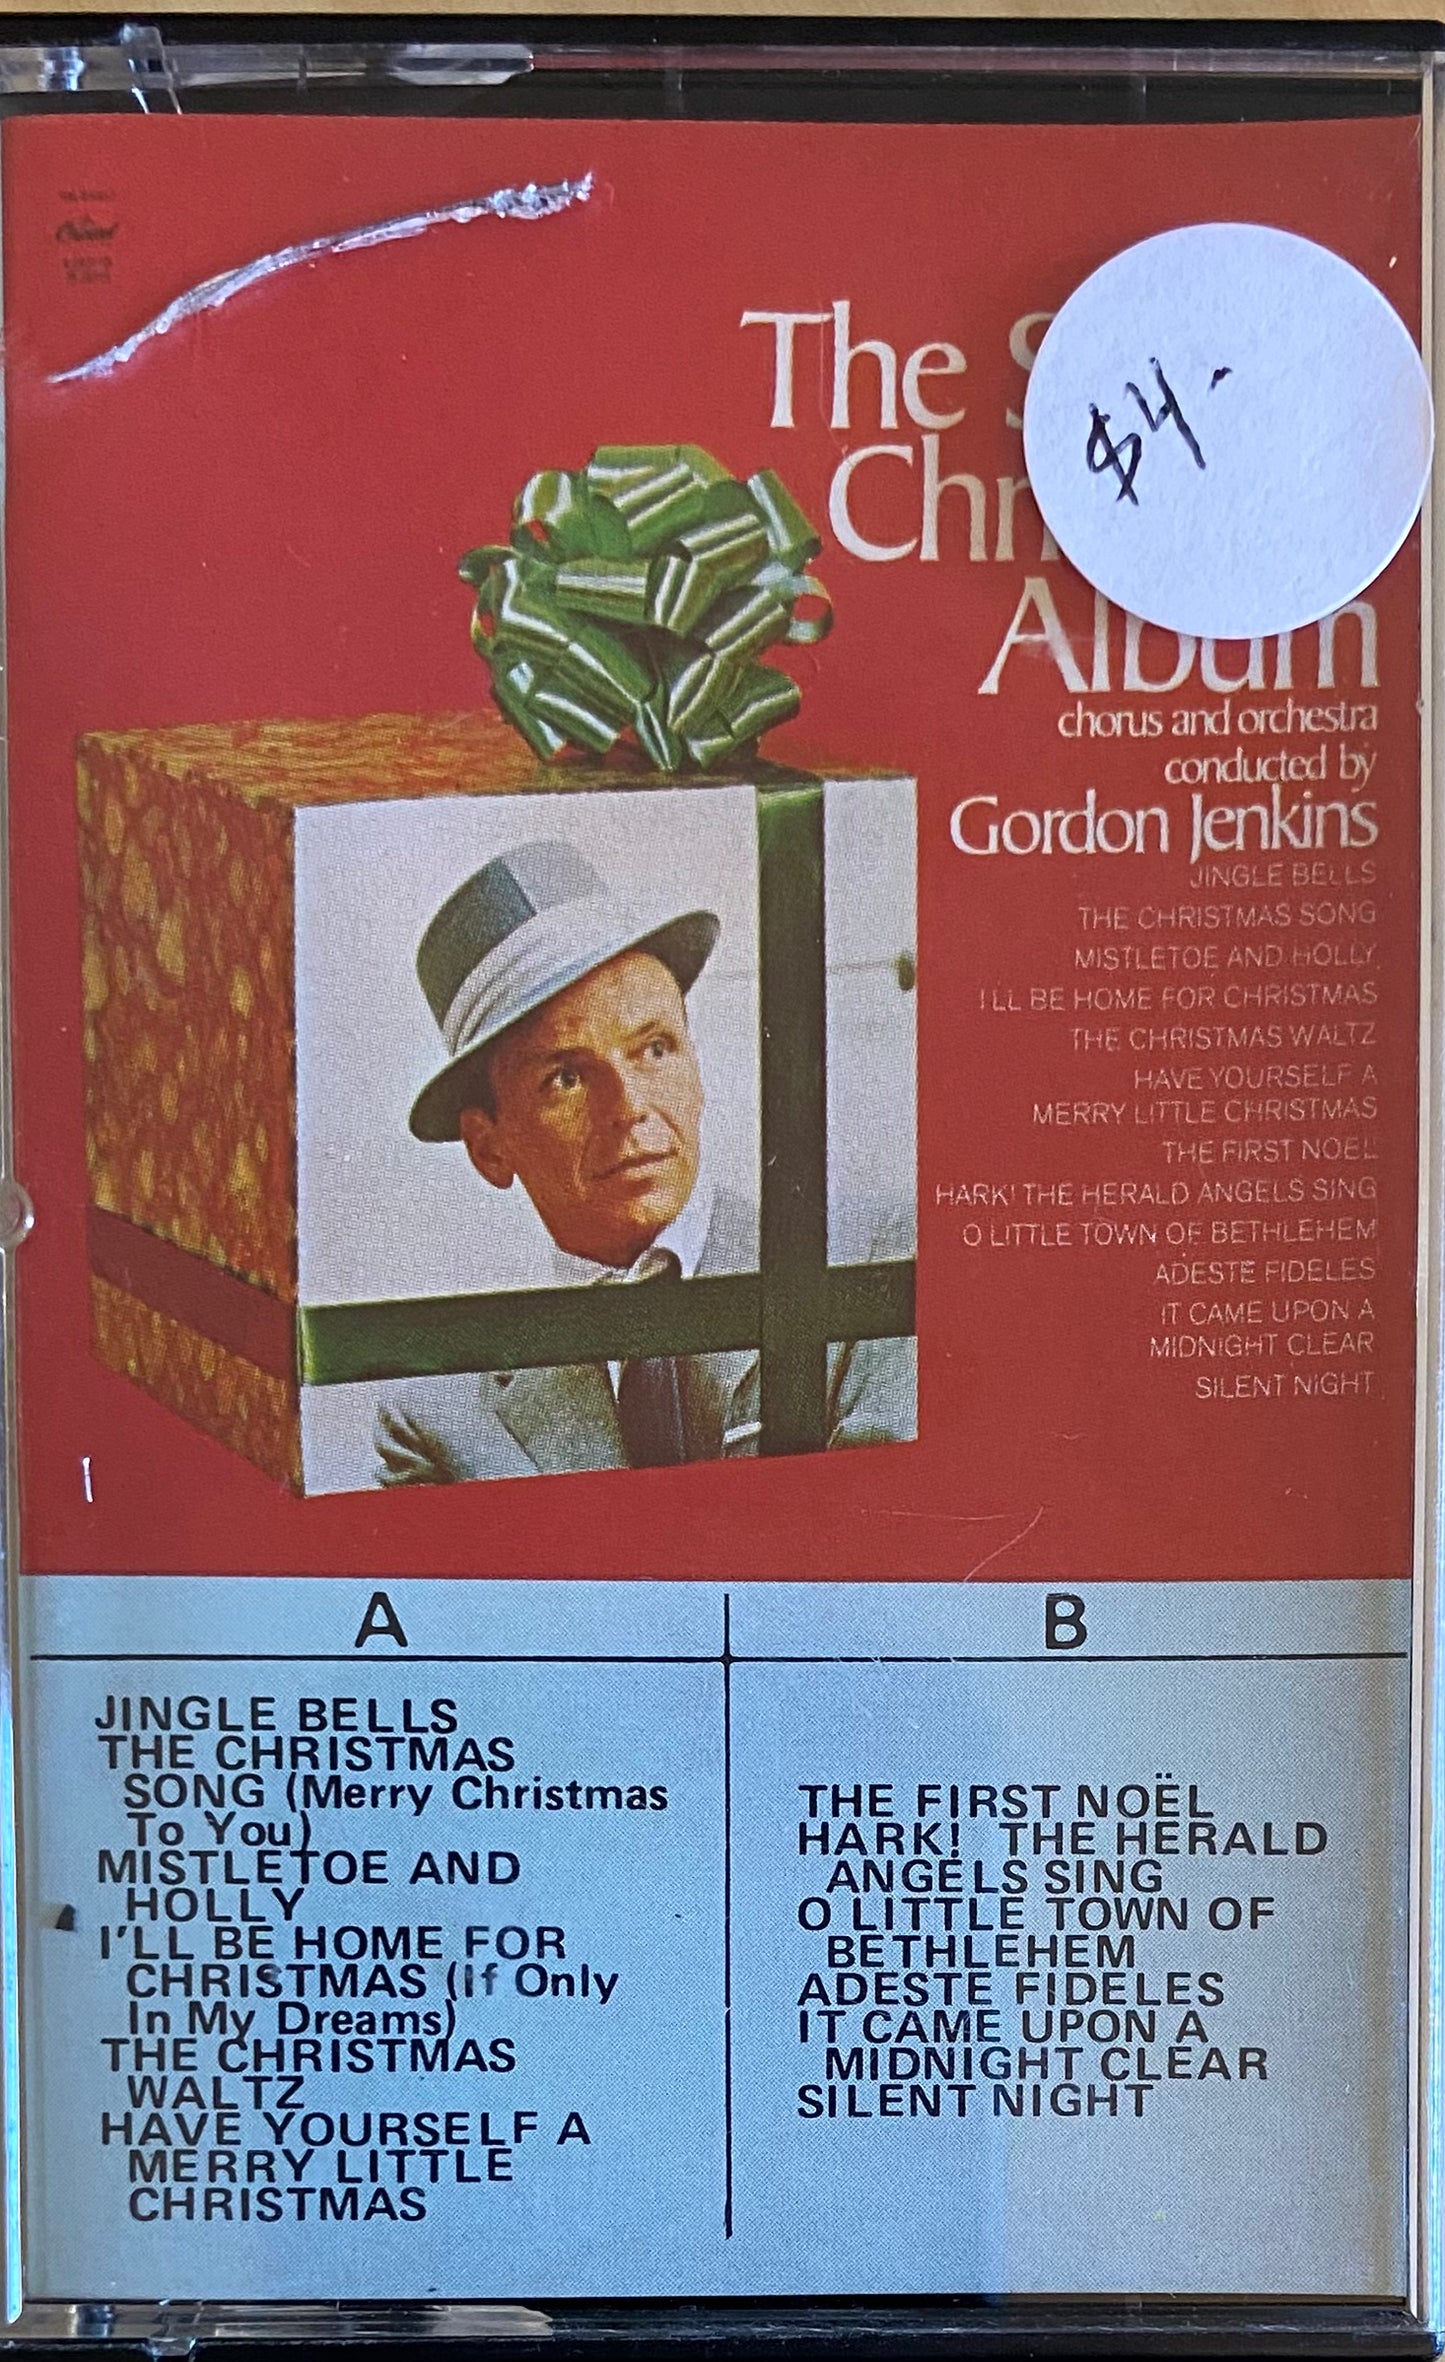 Capitol
The
$4-
Album
chorus and orchestra
conducted by
Gordon Jenkins
JINGLE BELLS
THE CHRISTMAS SONG
MISTLETOE AND HOLLY
I'LL BE HOME FOR CHRISTMAS
THE CHRISTMAS WALTZ
HAVE YOURSELF A
MERRY LITTLE CHRISTMAS
THE FIRST NOEL
HARK! THE HERALD ANGELS SING
O LITTLE TOWN OF BETHLEHEM
ADESTE FIDELES
IT CAME UPON A
MIDNIGHT CLEAR
SILENT NIGHT
A
JINGLE BELLS
THE CHRISTMAS
SONG (Merry Christmas
To You)
MISTLETOE AND
HOLLY
I'LL BE HOME FOR
CHRISTMAS (If Only
In My Dreams)
THE CHRISTMAS
WALTZ
HAVE YOURSELF A
MERRY LITTLE
CHRISTMAS
B
THE FIRST NOËL
HARK! THE HERALD
ANGELS SING
O LITTLE TOWN OF
BETHLEHEM
ADESTE FIDELES
IT CAME UPON A
MIDNIGHT CLEAR
SILENT NIGHT